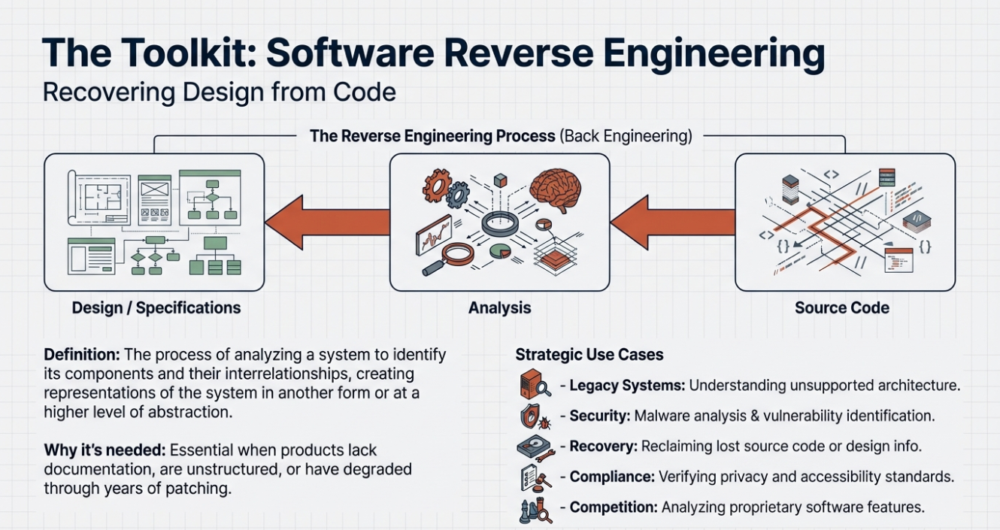 The Toolkit: Software Reverse Engineering
Recovering Design from Code
The Reverse Engineering Process (Back Engineering)
Design / Specifications
Analysis
Source Code
Definition: The process of analyzing a system to identify
its components and their interrelationships, creating
representations of the system in another form or at a
higher level of abstraction.
Why it's needed: Essential when products lack
documentation, are unstructured, or have degraded
through years of patching.
Strategic Use Cases
- Legacy Systems: Understanding unsupported architecture.
- Security: Malware analysis & vulnerability identification.
- Recovery: Reclaiming lost source code or design info.
- Compliance: Verifying privacy and accessibility standards.
- Competition: Analyzing proprietary software features.